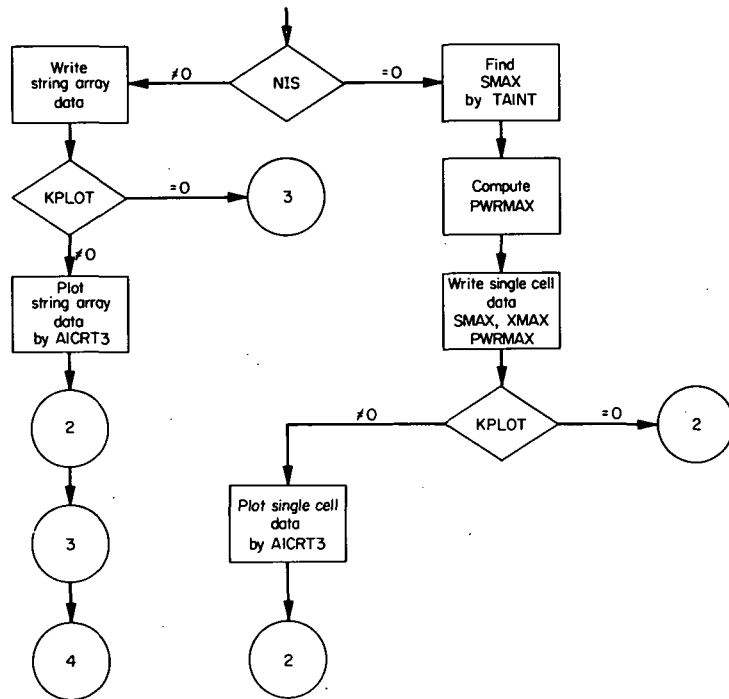 Write
string array
data
≠0
NIS
=0
Find
SMAX
by TAINT
KPLOT
=0
3
Compute
PWRMAX
≠0
Plot
string array
data
by AICRT3
Write single cell
data
SMAX, XMAX
PWRMAX
2
≠0
KPLOT
=0
2
Plot single cell
data
by AICRT3
3
4
2